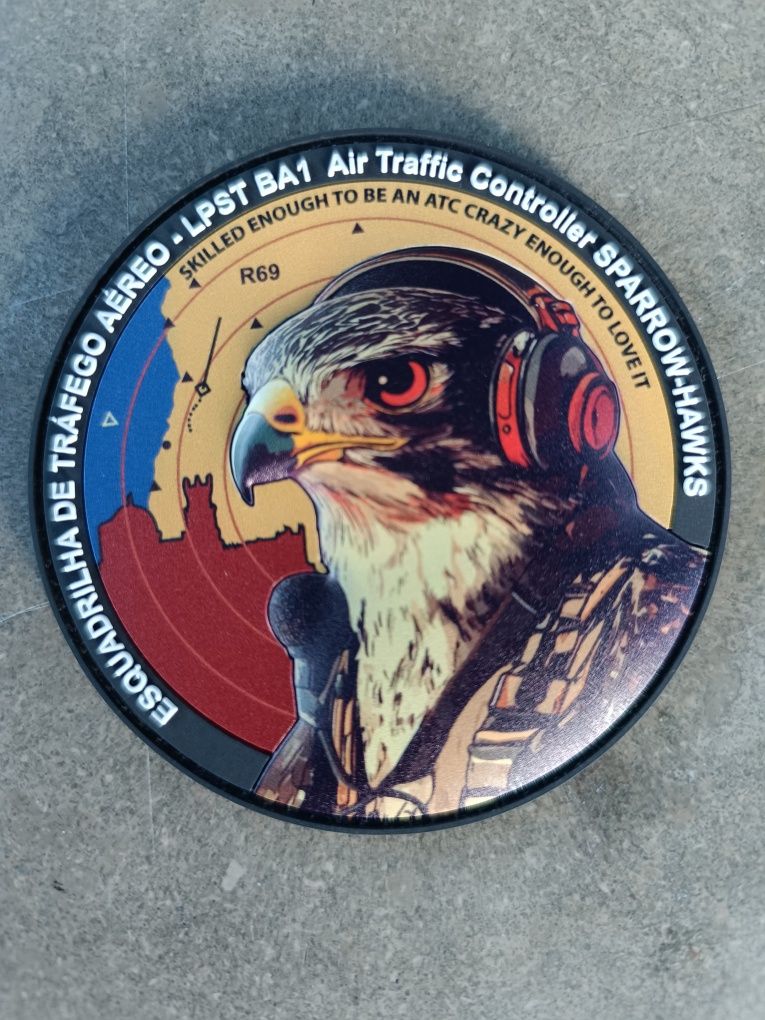 ESQUADRILHA DE TRÁFEGO AÉREO - LPST BA1 Air Traffic Controller SPARROW-HAWKS
SKILLED ENOUGH TO BE AN ATC CRAZY ENOUGH TO LOVE IT
R69